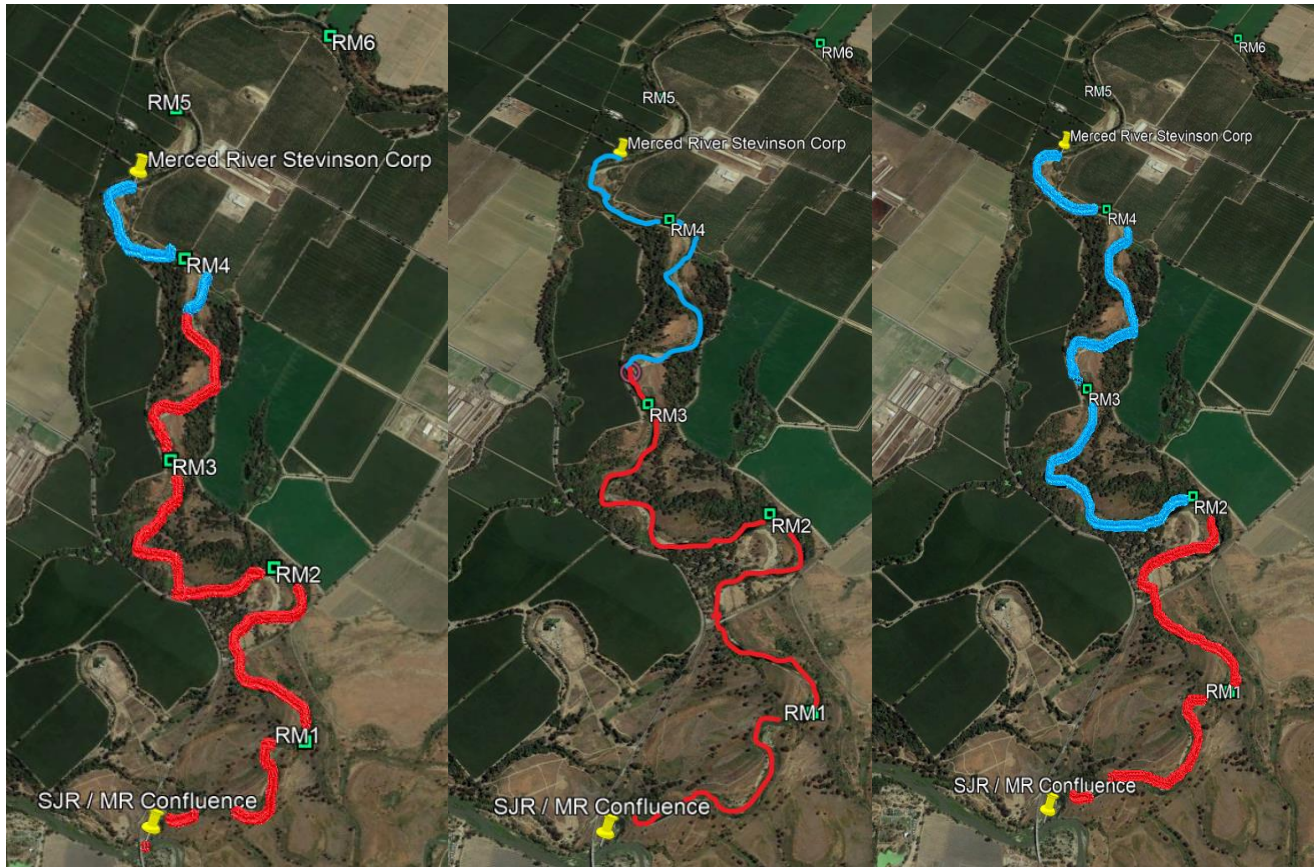 RM6
RM5
Merced River Stevinson Corp
RM4
RM3
RM2
RM1
SJR / MR Confluence
RM6
RM5
Merced River Stevinson Corp
RM4
RM3
RM2
RM1
SJR / MR Confluence
RM6
RM5
Merced River Stevinson Corp
RM4
RM3
RM2
RM1
SJR / MR Confluence